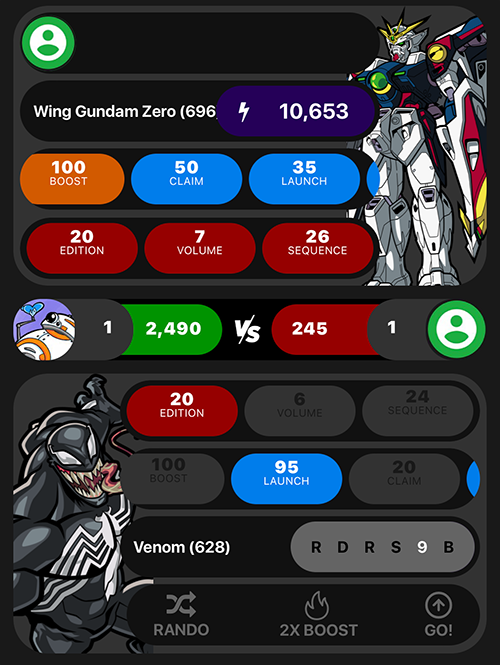 Wing Gundam Zero (696
10,653
100 50 35
BOOST CLAIM LAUNCH
20 7 26
EDITION VOLUME SEQUENCE
1 2,490 VS 245 1
20 6 24
EDITION VOLUME SEQUENCE
100 95 20
BOOST LAUNCH CLAIM
Venom (628)
R D R S 9 B
RANDO 2X BOOST GO!